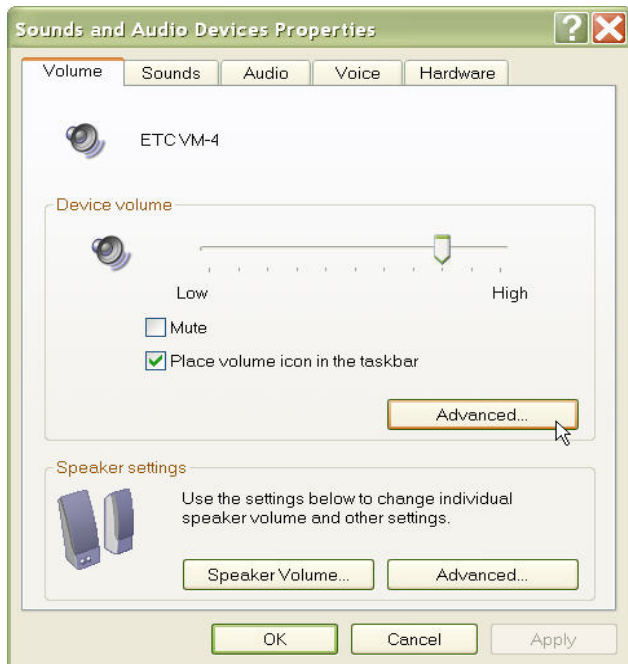 Sounds and Audio Devices Properties
Volume Sounds Audio Voice Hardware
ETC VM-4
Device volume
Low High
Mute
Place volume icon in the taskbar
Advanced...
Speaker settings
Use the settings below to change individual
speaker volume and other settings.
Speaker Volume... Advanced...
OK Cancel Apply